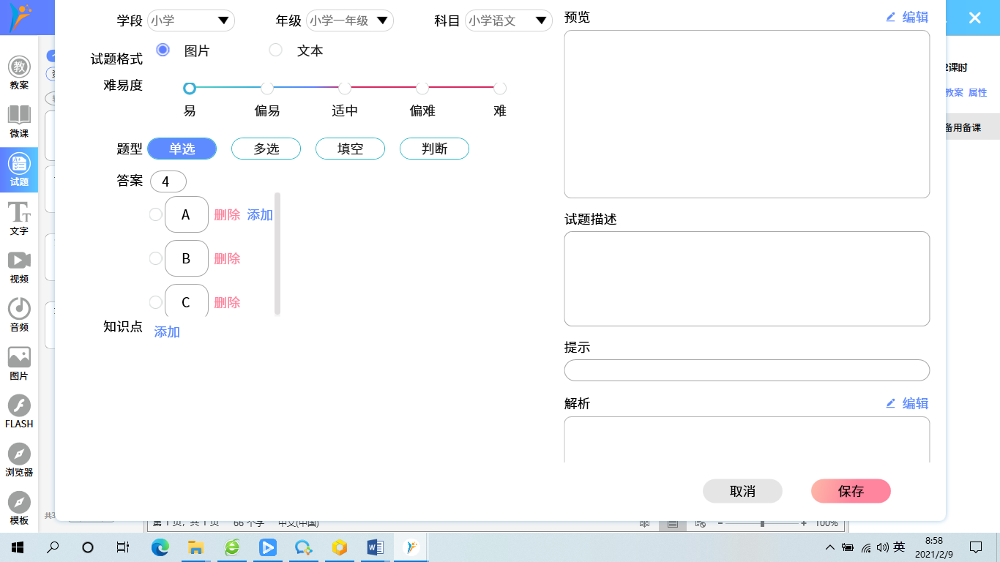 学段 小学 年级 小学一年级 科目 小学语文
试题格式 图片 文本
难易度
易 偏易 适中 偏难 难
题型 单选 多选 填空 判断
答案 4
A 删除 添加
B 删除
C 删除
知识点 添加
预览 编辑
试题描述
提示
解析 编辑
取消 保存
教案
微课
试题
文字
视频
音频
图片
FLASH
浏览器
模板
2课时
教案 属性
备用备课
第1页, 共1页 66个字 中文(中国)
100%
英
8:58
2021/2/9